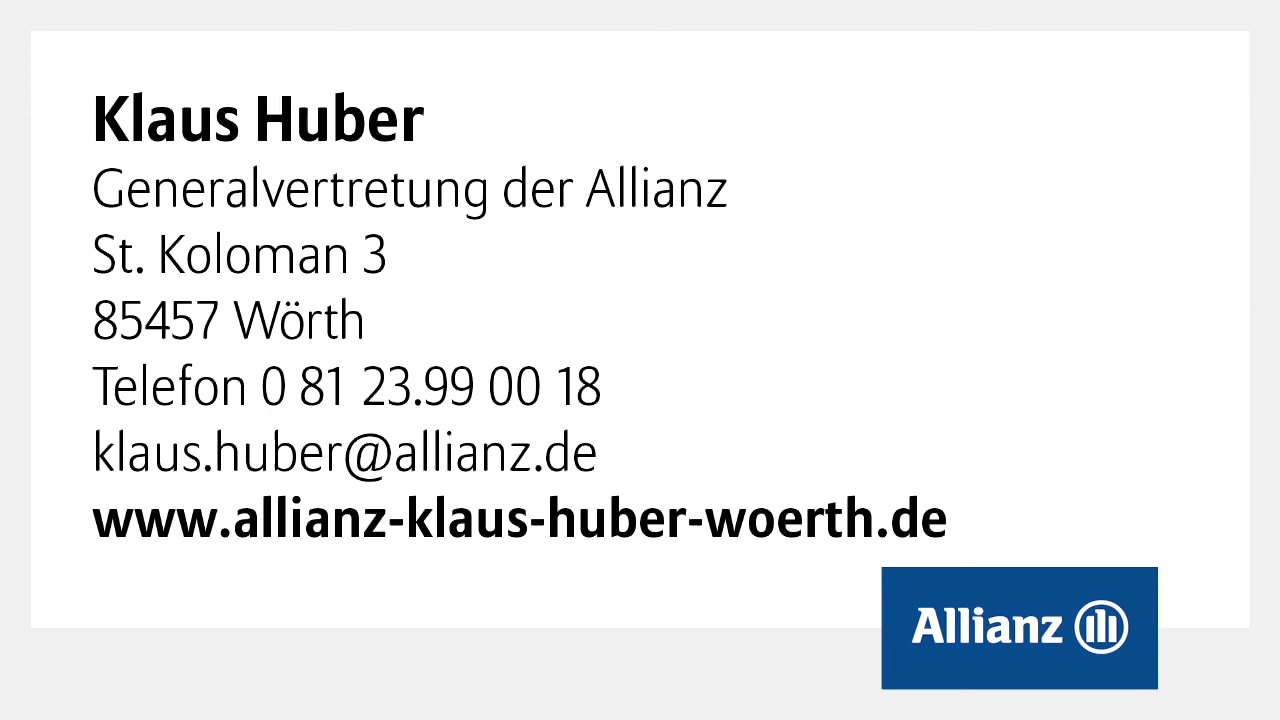 Klaus Huber
Generalvertretung der Allianz
St. Koloman 3
85457 Wörth
Telefon 0 81 23.99 00 18
klaus.huber@allianz.de
www.allianz-klaus-huber-woerth.de
Allianz